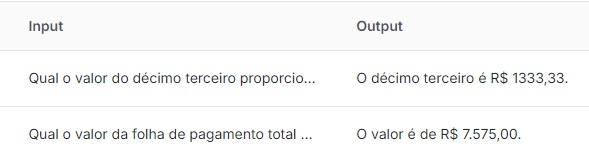 Input Output
Qual o valor do décimo terceiro proporcio... O décimo terceiro é R$ 1333,33.
Qual o valor da folha de pagamento total ... O valor é de R$ 7.575,00.